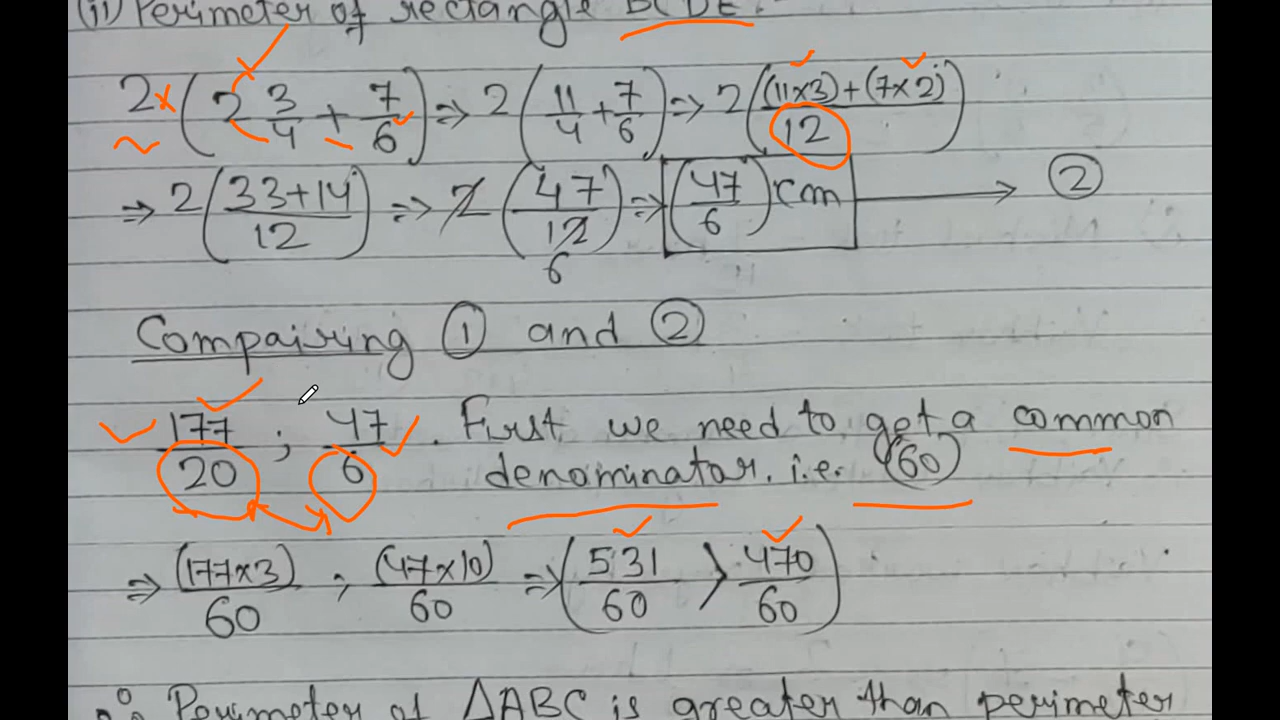 (ii) Perimeter of rectangle BCDE.
2 × (2 3/4 + 7/6) ⇒ 2 (11/4 + 7/6) ⇒ 2 ((11×3)+(7×2)/12)
⇒ 2 (33+14/12) ⇒ 2 (47/12) ⇒ (47/6) cm → ②
6
Compairing ① and ②
177/20 ; 47/6 . First we need to get a common
denominator. i.e. (60)
⇒ (177×3)/60 ; (47×10)/60 ⇒ (531/60 > 470/60)
∴ Perimeter of ΔABC is greater than perimeter